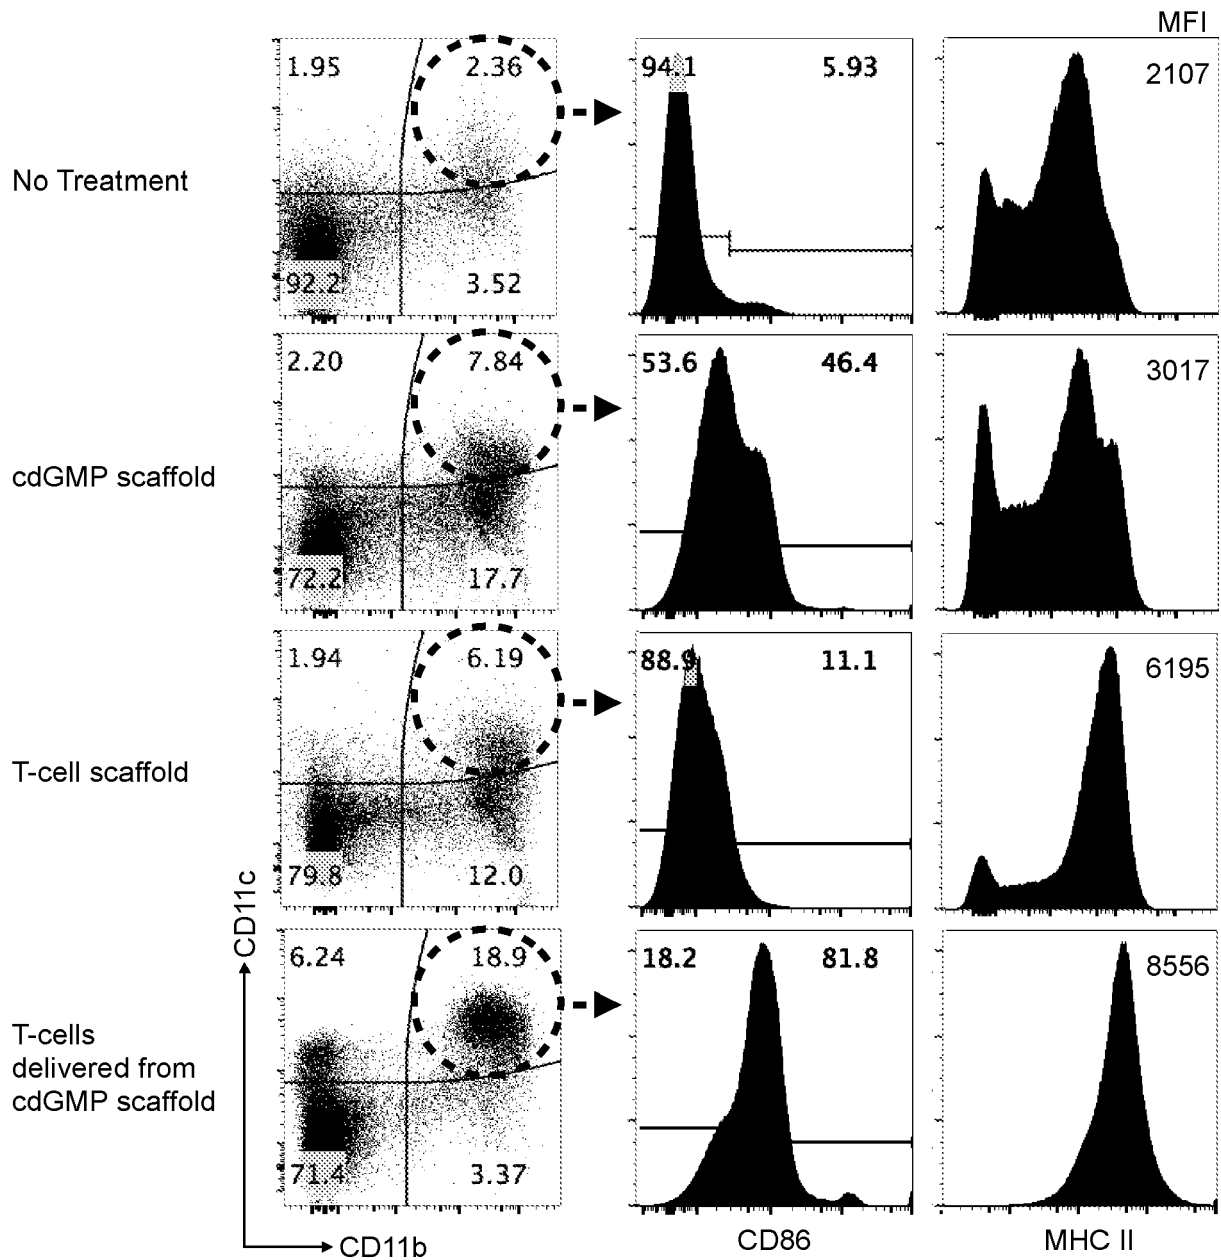 MFI
1.95 2.36 94.1 5.93 2107
No Treatment
92.2 3.52
2.20 7.84 53.6 46.4 3017
cdGMP scaffold
72.2 17.7
1.94 6.19 88.9 11.1 6195
T-cell scaffold
79.8 12.0
6.24 18.9 18.2 81.8 8556
T-cells
delivered from
cdGMP scaffold
71.4 3.37
CD11c
CD11b CD86 MHC II